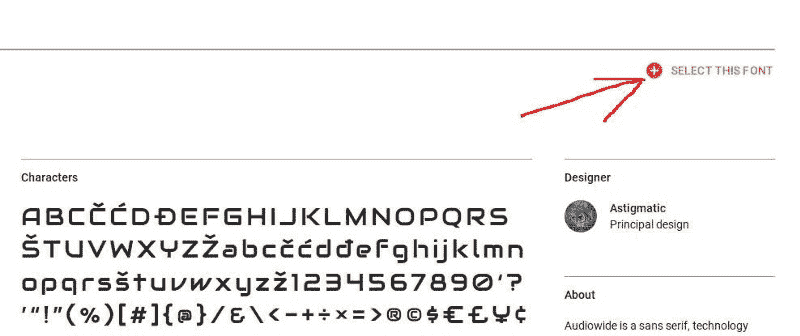 SELECT THIS FONT
Characters
ABCČĆDĐEFGHIJKLMNOPQRS
ŠTUVWXYZŽabcčćdđefghijklmn
opqrsštuvwxyzž1234567890‘?
’“!”(%)[#]{@}/&\<-+÷×=>®©$€£¥¢
Designer
Astigmatic
Principal design
About
Audiowide is a sans serif, technology